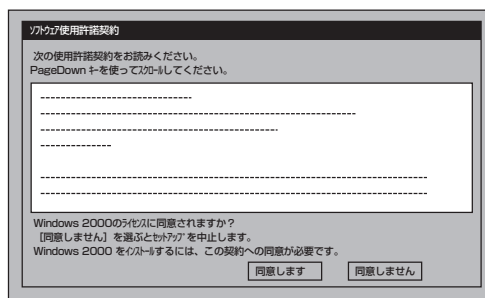 ソフトウェア使用許諾契約
次の使用許諾契約をお読みください。
PageDown キーを使ってスクロールしてください。
Windows 2000のライセンスに同意されますか?
［同意しません］を選ぶとセットアップを中止します。
Windows 2000 をインストールするには、この契約への同意が必要です。
同意します 同意しません